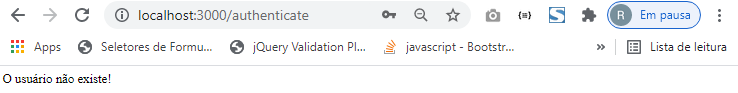 localhost:3000/authenticate
R Em pausa
Apps Seletores de Formu... jQuery Validation Pl... javascript - Bootstr... » Lista de leitura
O usuário não existe!